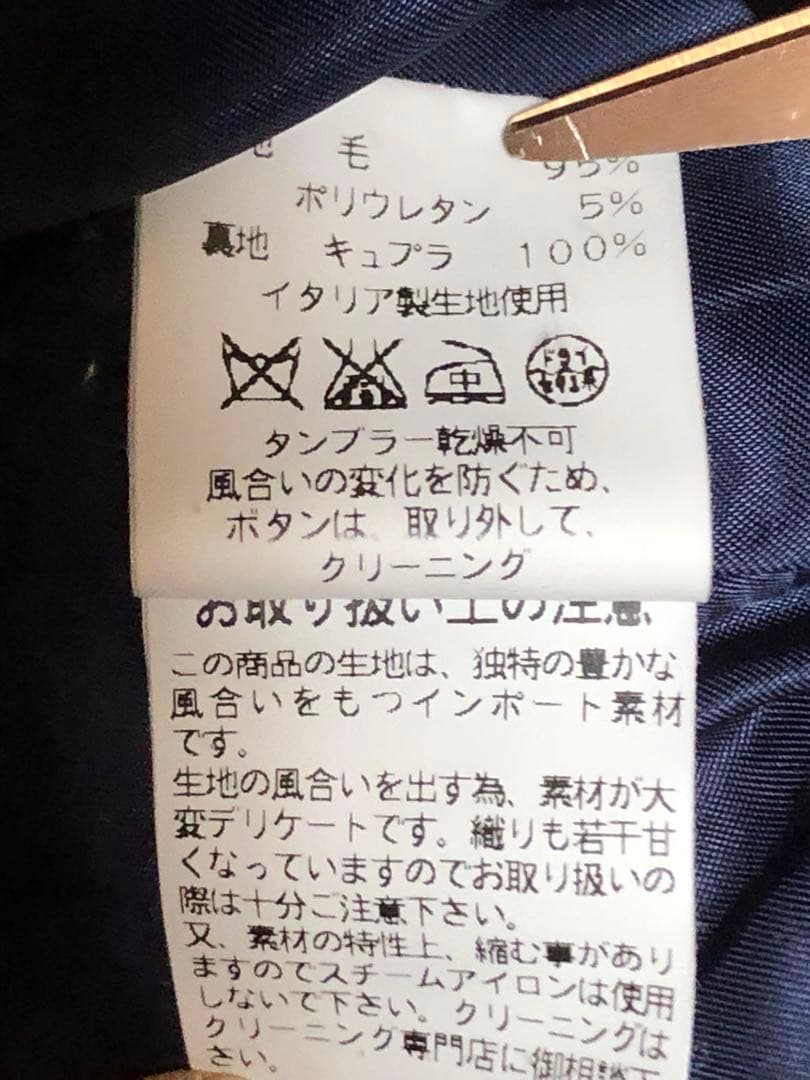 地 毛 95%
ポリウレタン 5%
裏地 キュプラ 100%
イタリア製生地使用
中 ドライ セキユ系
タンブラー乾燥不可
風合いの変化を防ぐため、
ボタンは、取り外して、
クリーニング
お取り扱い上の注意
この商品の生地は、独特の豊かな
風合いをもつインポート素材
です。
生地の風合いを出す為、素材が大
変デリケートです。織りも若干甘
くなっていますのでお取り扱いの
際は十分ご注意下さい。
又、素材の特性上、縮む事があり
ますのでスチームアイロンは使用
しないで下さい。クリーニングは
クリーニング専門店に御相談下
さい。